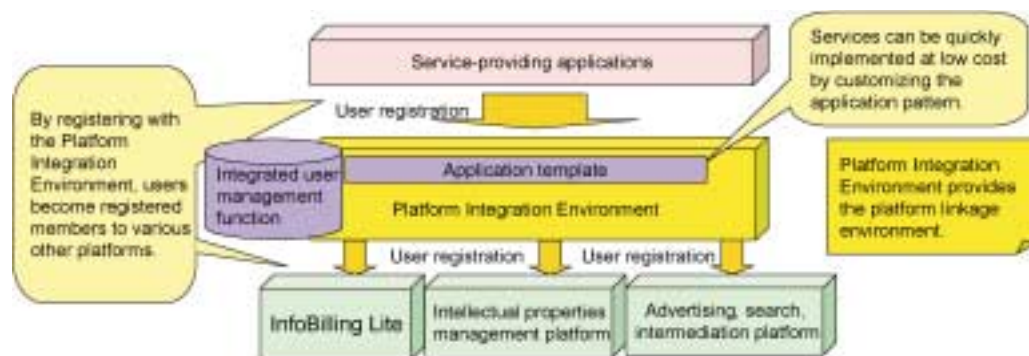 Service-providing applications
Services can be quickly
implemented at low cost
by customizing the
application pattern.
By registering with
the Platform
Integration
Environment, users
become registered
members to various
other platforms.
User registration
Integrated user
management
function
Application template
Platform Integration Environment
Platform Integration
Environment provides
the platform linkage
environment.
User registration
User registration
InfoBilling Lite
Intellectual properties
management platform
Advertising, search,
intermediation platform